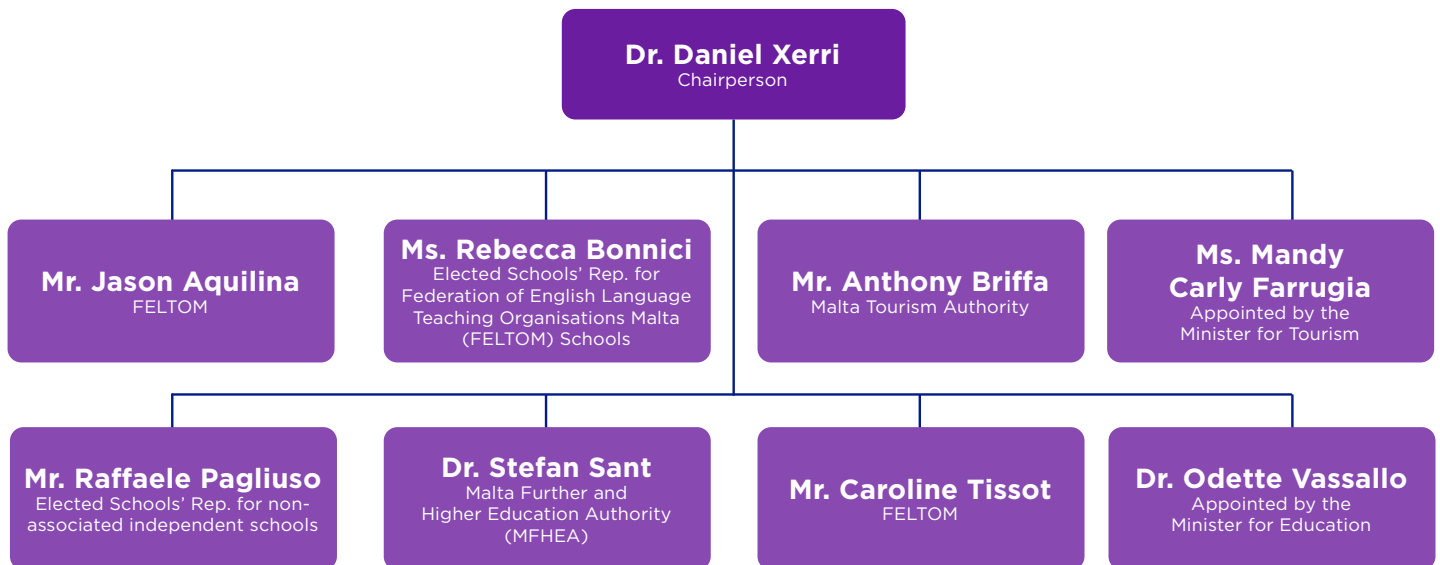 Dr. Daniel Xerri
Chairperson
Mr. Jason Aquilina
FELTOM
Ms. Rebecca Bonnici
Elected Schools' Rep. for
Federation of English Language
Teaching Organisations Malta
(FELTOM) Schools
Mr. Anthony Briffa
Malta Tourism Authority
Ms. Mandy
Carly Farrugia
Appointed by the
Minister for Tourism
Mr. Raffaele Pagliuso
Elected Schools' Rep. for non-
associated independent schools
Dr. Stefan Sant
Malta Further and
Higher Education Authority
(MFHEA)
Mr. Caroline Tissot
FELTOM
Dr. Odette Vassallo
Appointed by the
Minister for Education